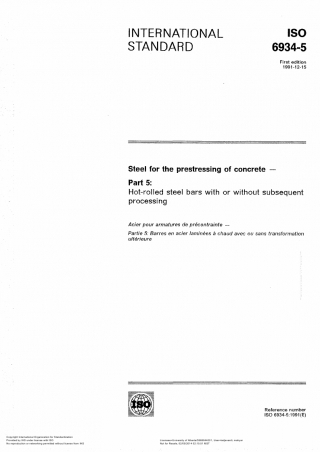 INTERNATIONAL
STANDARD
ISO
6934-5
First edition
1991-12-15
Steel for the prestressing of concrete —
Part 5:
Hot-rolled steel bars with or without subsequent
processing
Acier pour armatures de précontrainte —
Partie 5: Barres en acier laminées à chaud avec ou sans transformation
ultérieure
ISO
Reference number
ISO 6934-5:1991(E)
Copyright International Organization for Standardization
Provided by IHS under license with ISO
No reproduction or networking permitted without license from IHS